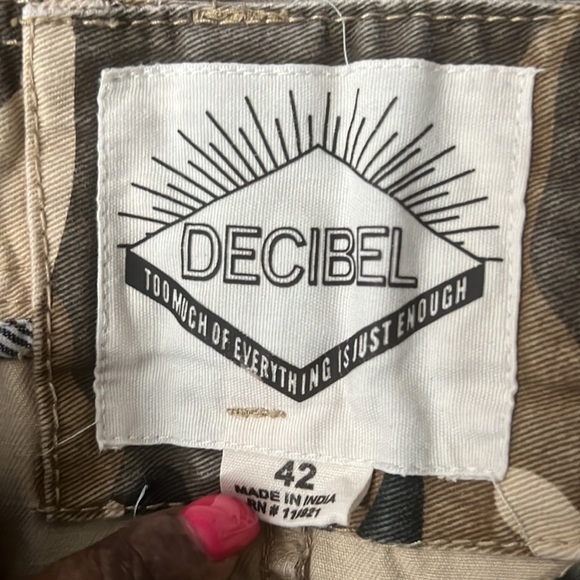 DECIBEL
TOO MUCH OF EVERYTHING IS JUST ENOUGH
42
MADE IN INDIA
RN #